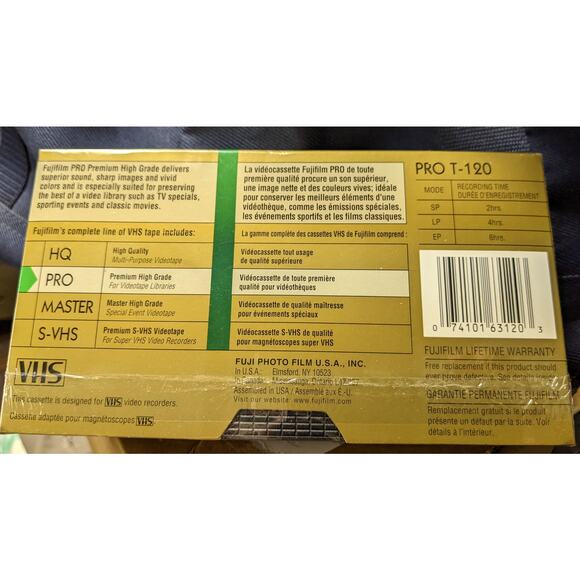 Fujifilm PRO Premium High Grade delivers
superior sound, sharp images and vivid
colors and is especially suited for preserving
the best of a video library such as TV specials,
sporting events and classic movies.
Fujifilm's complete line of VHS tape includes:
HQ High Quality
Multi-Purpose Videotape
PRO Premium High Grade
For Videotape Libraries
MASTER Master High Grade
Special Event Videotape
S-VHS Premium S-VHS Videotape
For Super VHS Video Recorders
VHS
This cassette is designed for VHS video recorders.
Cassette adaptée pour magnétoscopes VHS
La vidéocassette Fujifilm PRO de toute
première qualité procure un son supérieur,
une image nette et des couleurs vives; idéale
pour conserver les meilleurs éléments d'une
vidéothèque, comme les émissions spéciales,
les événements sportifs et les films classiques.
La gamme complète des cassettes VHS de Fujifilm comprend :
Vidéocassette tout usage
de qualité supérieure
Vidéocassette de toute première
qualité pour vidéothèques
Vidéocassette de qualité maîtresse
pour événements spéciaux
Vidéocassette S-VHS de qualité
pour magnétoscopes super VHS
FUJI PHOTO FILM U.S.A., INC.
In U.S.A.: Elmsford, NY 10523
In Canada: Mississauga, Ontario
Assembled in USA / Assemblé aux É.-U.
Visit our website: www.fujifilm.com
PRO T-120
MODE RECORDING TIME
DURÉE D'ENREGISTREMENT
SP 2hrs.
LP 4hrs.
EP 6hrs.
0 74101 63120 3
FUJIFILM LIFETIME WARRANTY
Free replacement if this product should
ever prove defective. See details inside
GARANTIE PERMANENTE FUJIFILM
Remplacement gratuit si le produit
présente un défaut par la suite. Voir
détails à l'intérieur.